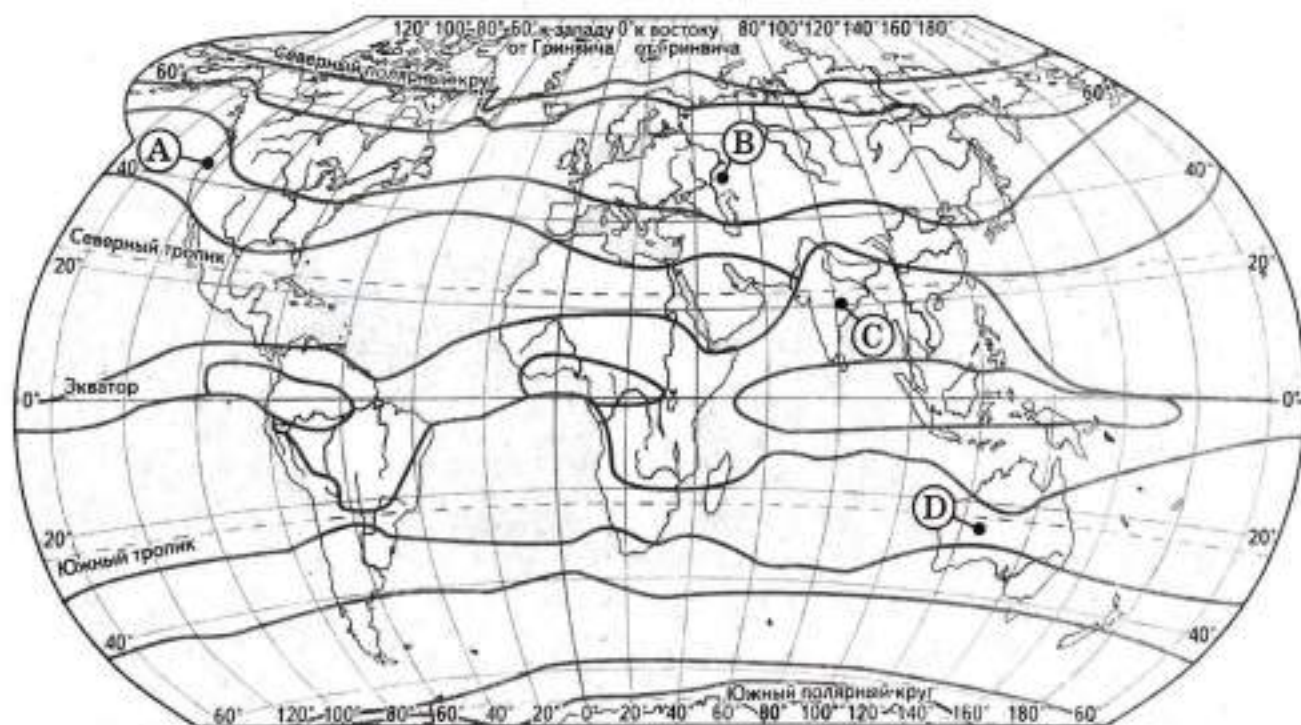 120° 100° 80° 60° к западу 0° к востоку 80° 100° 120° 140° 160° 180°
от Гринвича от Гринвича
Северный полярный круг
60°
60°
A
B
40°
40°
Северный тропик
20°
20°
C
Экватор
0°
0°
D
20°
20°
Южный тропик
40°
40°
Южный полярный круг
60° 120° 100° 80° 60° 40° 20° 0° 20° 40° 60° 80° 100° 120° 140° 160° 180° 60°